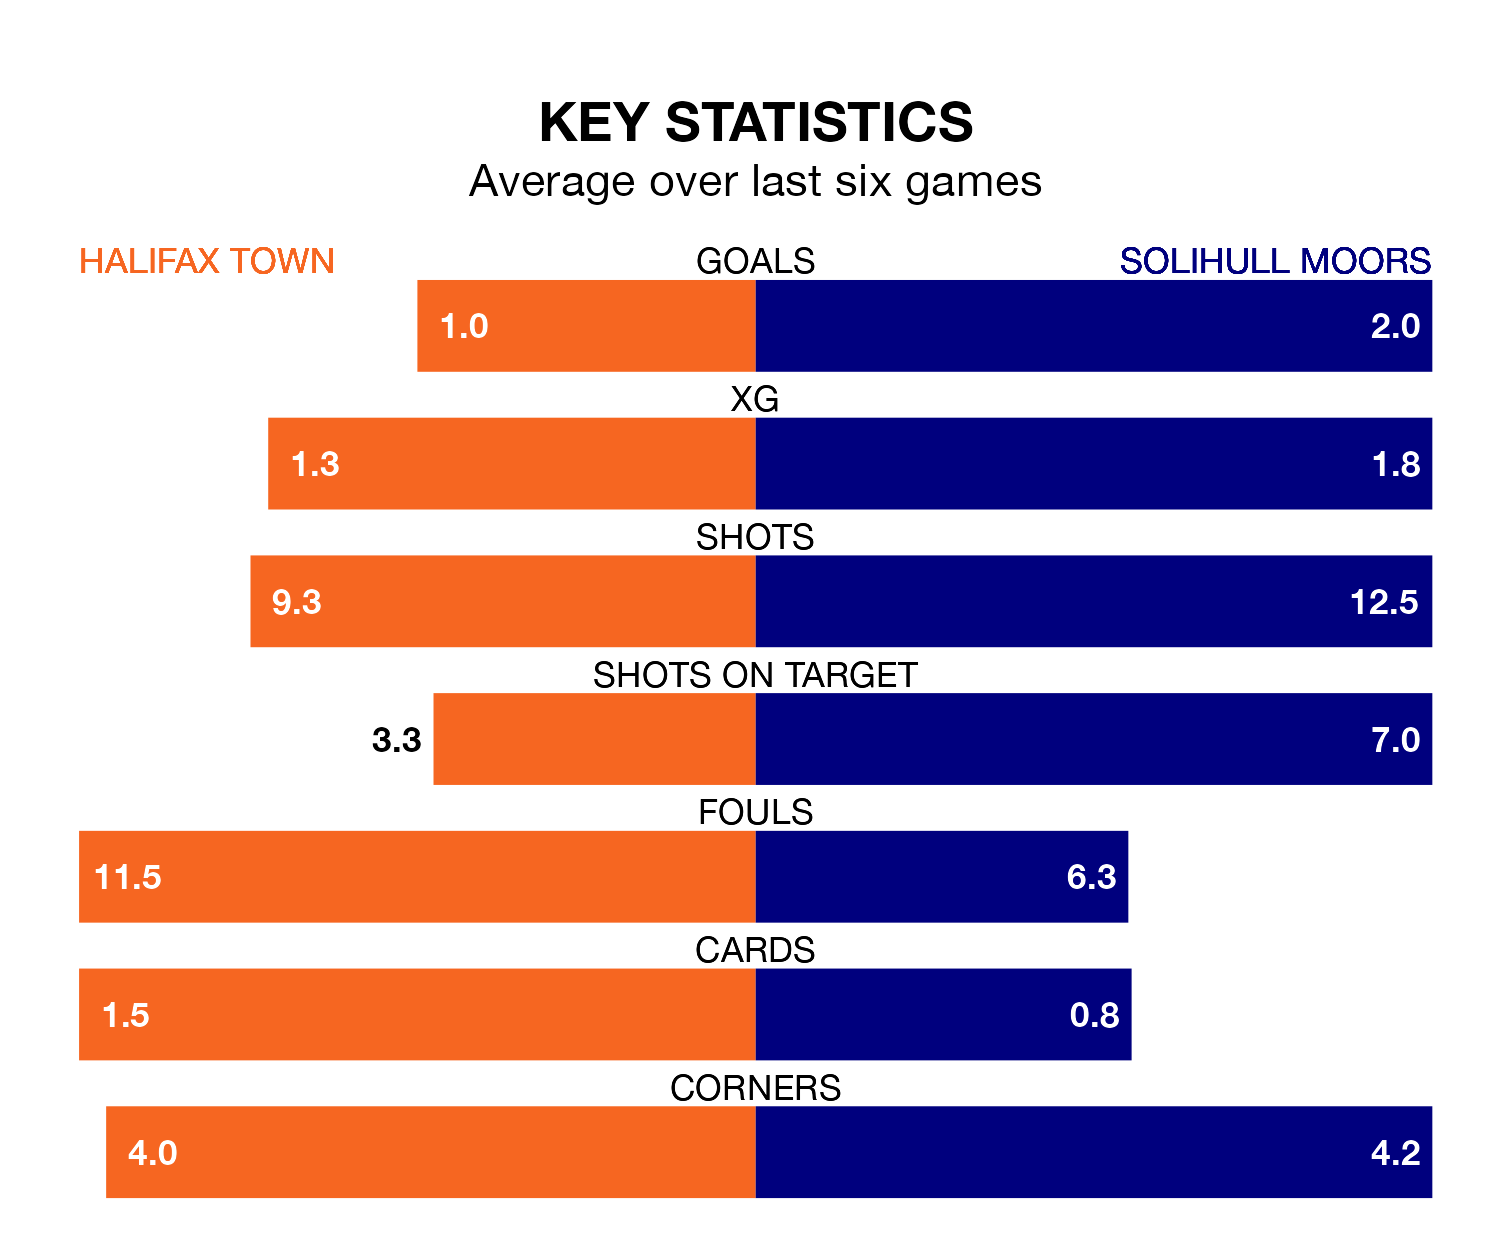 KEY STATISTICS
Average over last six games
HALIFAX TOWN GOALS SOLIHULL MOORS
1.0 2.0
XG
1.3 1.8
SHOTS
9.3 12.5
SHOTS ON TARGET
3.3 7.0
FOULS
11.5 6.3
CARDS
1.5 0.8
CORNERS
4.0 4.2